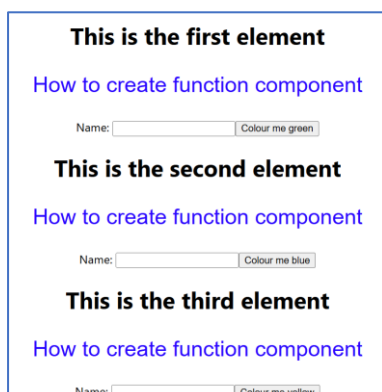 This is the first element
How to create function component
Name: Colour me green
This is the second element
How to create function component
Name: Colour me blue
This is the third element
How to create function component
Name: Colour me yellow